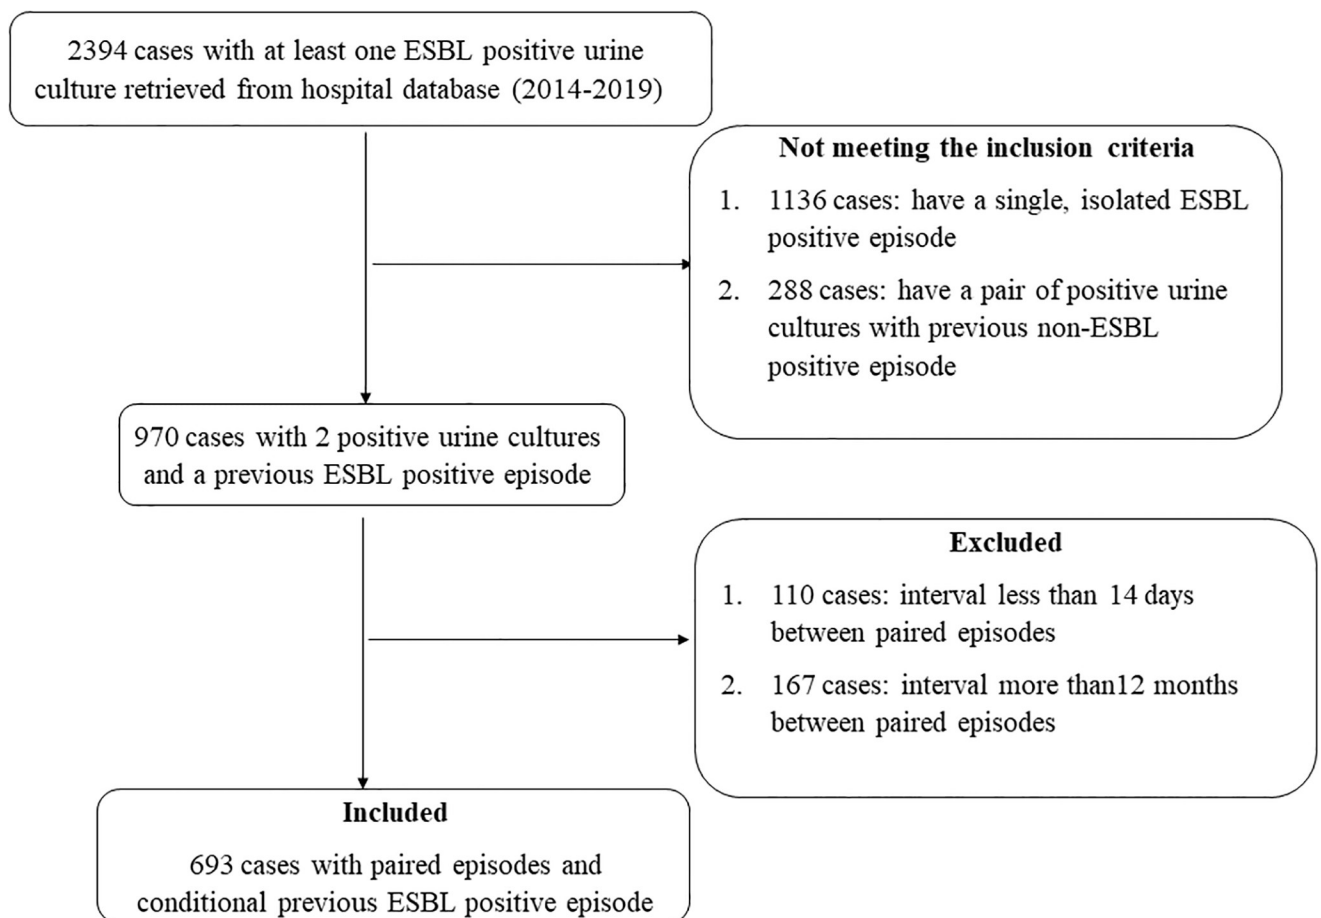 2394 cases with at least one ESBL positive urine
culture retrieved from hospital database (2014-2019)
Not meeting the inclusion criteria
1. 1136 cases: have a single, isolated ESBL
positive episode
2. 288 cases: have a pair of positive urine
cultures with previous non-ESBL
positive episode
970 cases with 2 positive urine cultures
and a previous ESBL positive episode
Excluded
1. 110 cases: interval less than 14 days
between paired episodes
2. 167 cases: interval more than12 months
between paired episodes
Included
693 cases with paired episodes and
conditional previous ESBL positive episode